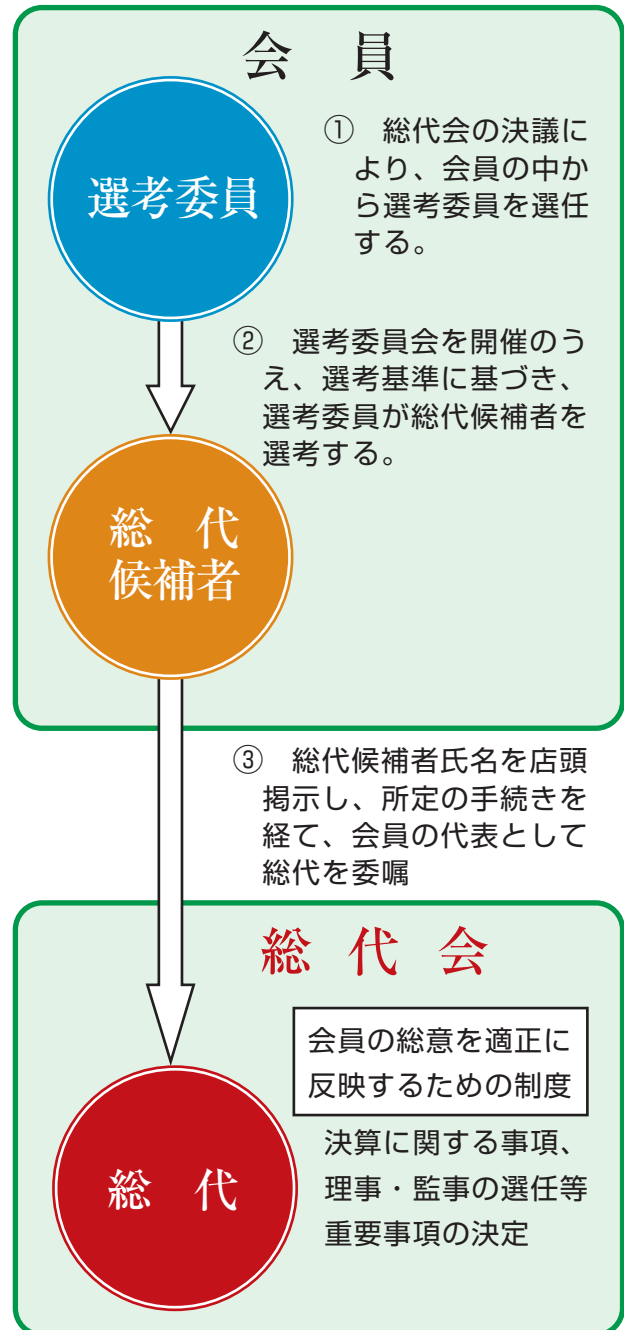 会　員
選考委員
①　総代会の決議に
より、会員の中か
ら選考委員を選任
する。
②　選考委員会を開催のう
え、選考基準に基づき、
選考委員が総代候補者を
選考する。
総　代
候補者
③　総代候補者氏名を店頭
掲示し、所定の手続きを
経て、会員の代表として
総代を委嘱
総 代 会
会員の総意を適正に
反映するための制度
総　代
決算に関する事項、
理事・監事の選任等
重要事項の決定